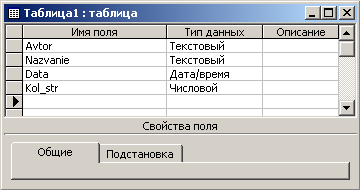 Таблица1 : таблица
Имя поля Тип данных Описание
Avtor Текстовый
Nazvanie Текстовый
Data Дата/время
Kol_str Числовой
Свойства поля
Общие Подстановка